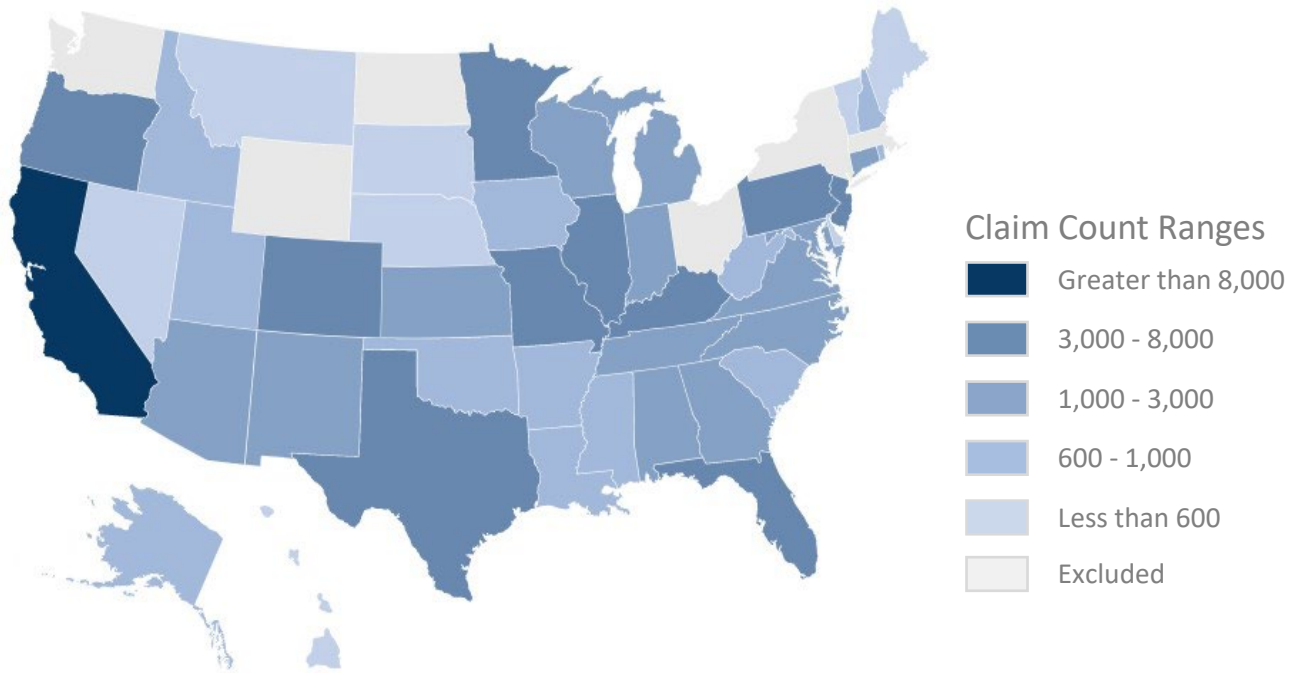 Claim Count Ranges
Greater than 8,000
3,000 - 8,000
1,000 - 3,000
600 - 1,000
Less than 600
Excluded